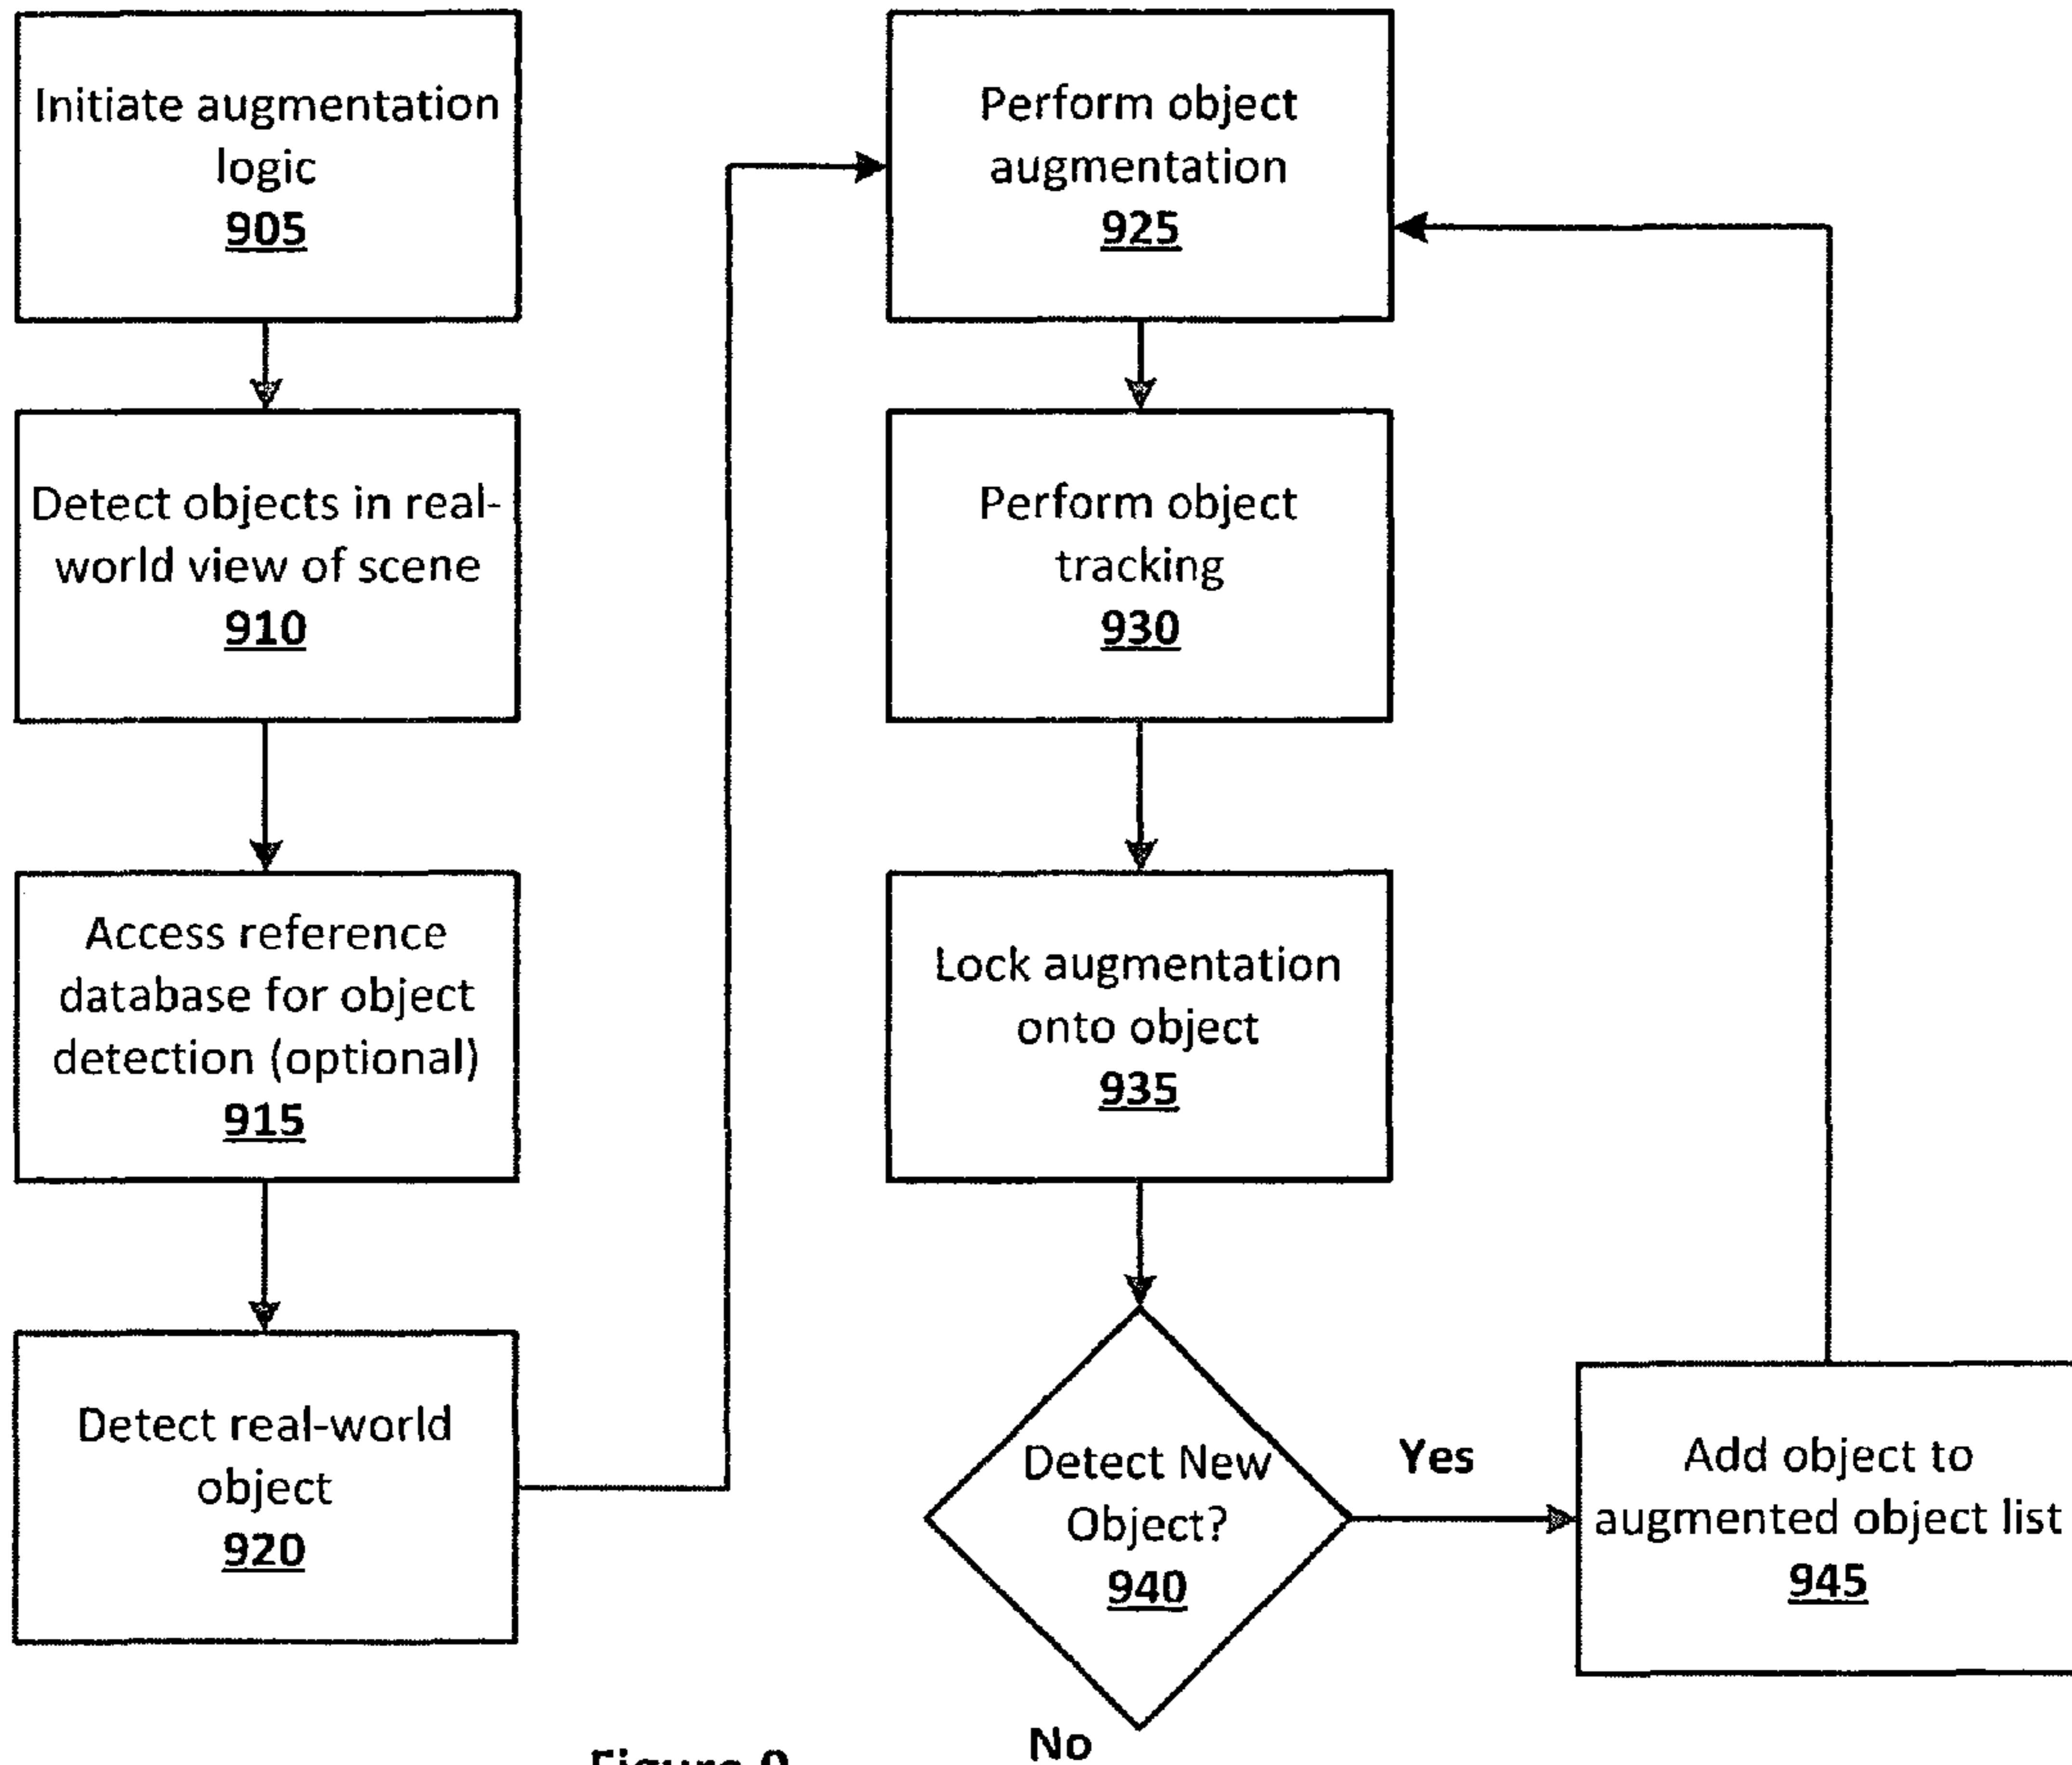 Initiate augmentation
logic
905
Detect objects in real-
world view of scene
910
Access reference
database for object
detection (optional)
915
Detect real-world
object
920
Perform object
augmentation
925
Perform object
tracking
930
Lock augmentation
onto object
935
Detect New
Object?
940
Yes
No
Add object to
augmented object list
945
Figure 9